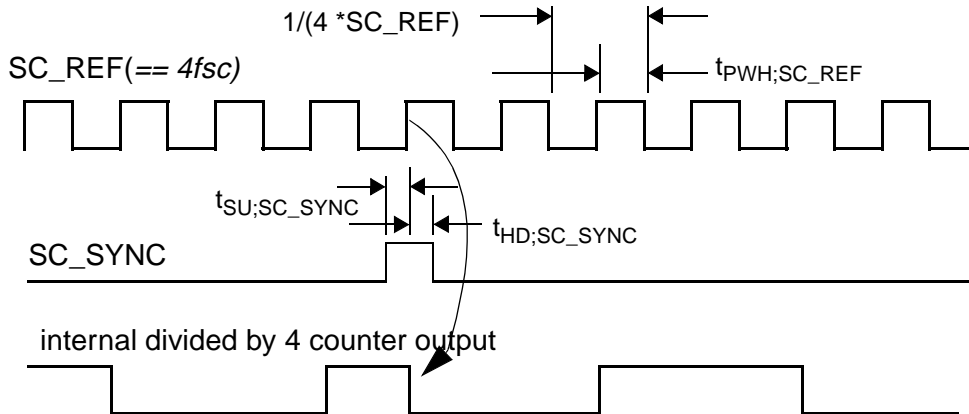 1/(4 *SC_REF)
SC_REF(== 4fsc)
tPWH;SC_REF
tSU;SC_SYNC
tHD;SC_SYNC
SC_SYNC
internal divided by 4 counter output